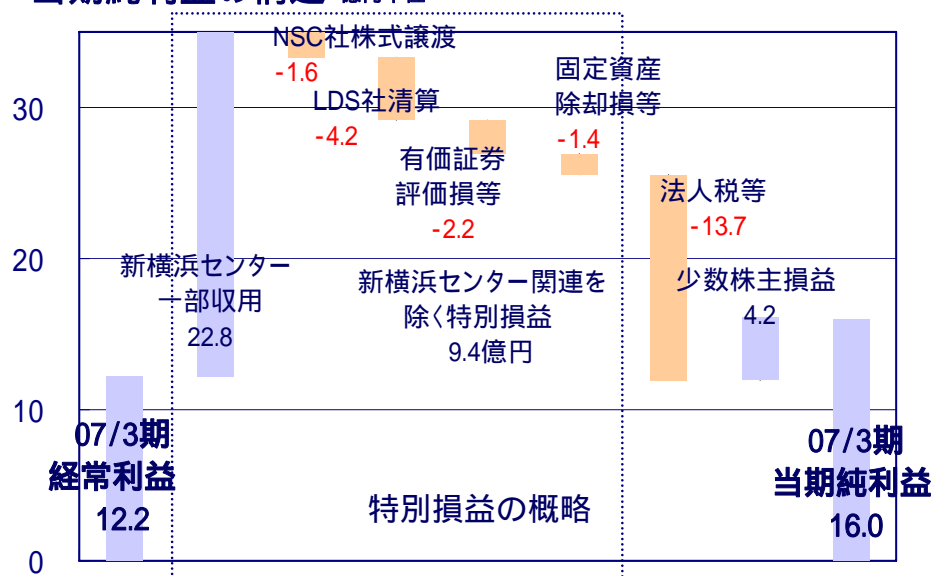 NSC社株式譲渡
-1.6
固定資産
除却損等
-1.4
30
LDS社清算
-4.2
有価証券
評価損等
-2.2
法人税等
-13.7
20
新横浜センター
一部収用
22.8
新横浜センター関連を
除く特別損益
9.4億円
少数株主損益
4.2
10
07/3期
経常利益
12.2
07/3期
当期純利益
16.0
特別損益の概略
0